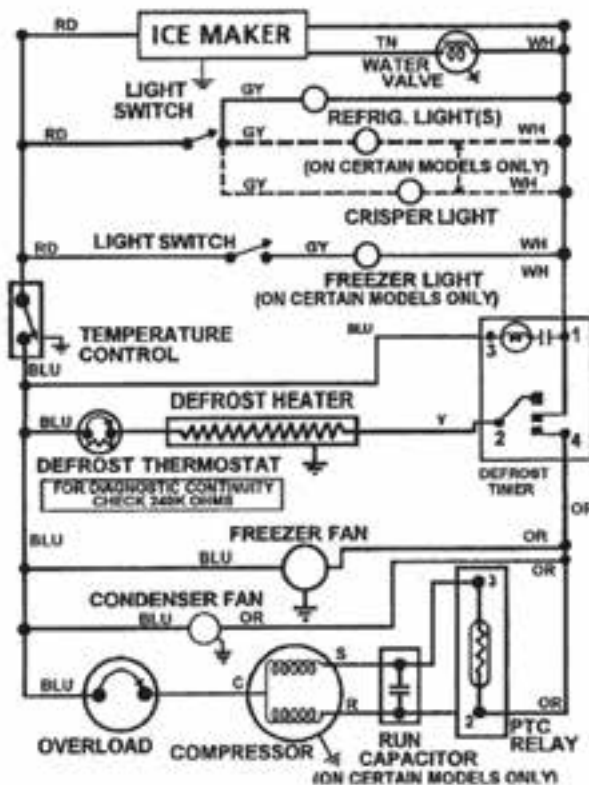 RD
ICE MAKER
TN
WH
WATER
VALVE
LIGHT
SWITCH
GY
REFRIG. LIGHT(S)
RD
GY
WH
(ON CERTAIN MODELS ONLY)
GY
WH
CRISPER LIGHT
LIGHT SWITCH
RD
GY
WH
FREEZER LIGHT
WH
(ON CERTAIN MODELS ONLY)
TEMPERATURE
CONTROL
BLU
BLU
3
1
DEFROST HEATER
BLU
Y
2
4
DEFROST THERMOSTAT
DEFROST
TIMER
FOR DIAGNOSTIC CONTINUITY
CHECK 240K OHMS
OR
FREEZER FAN
BLU
BLU
OR
OR
CONDENSER FAN
BLU
OR
3
S
BLU
C
R
2
OR
OVERLOAD
COMPRESSOR
RUN
CAPACITOR
PTC
RELAY
(ON CERTAIN MODELS ONLY)